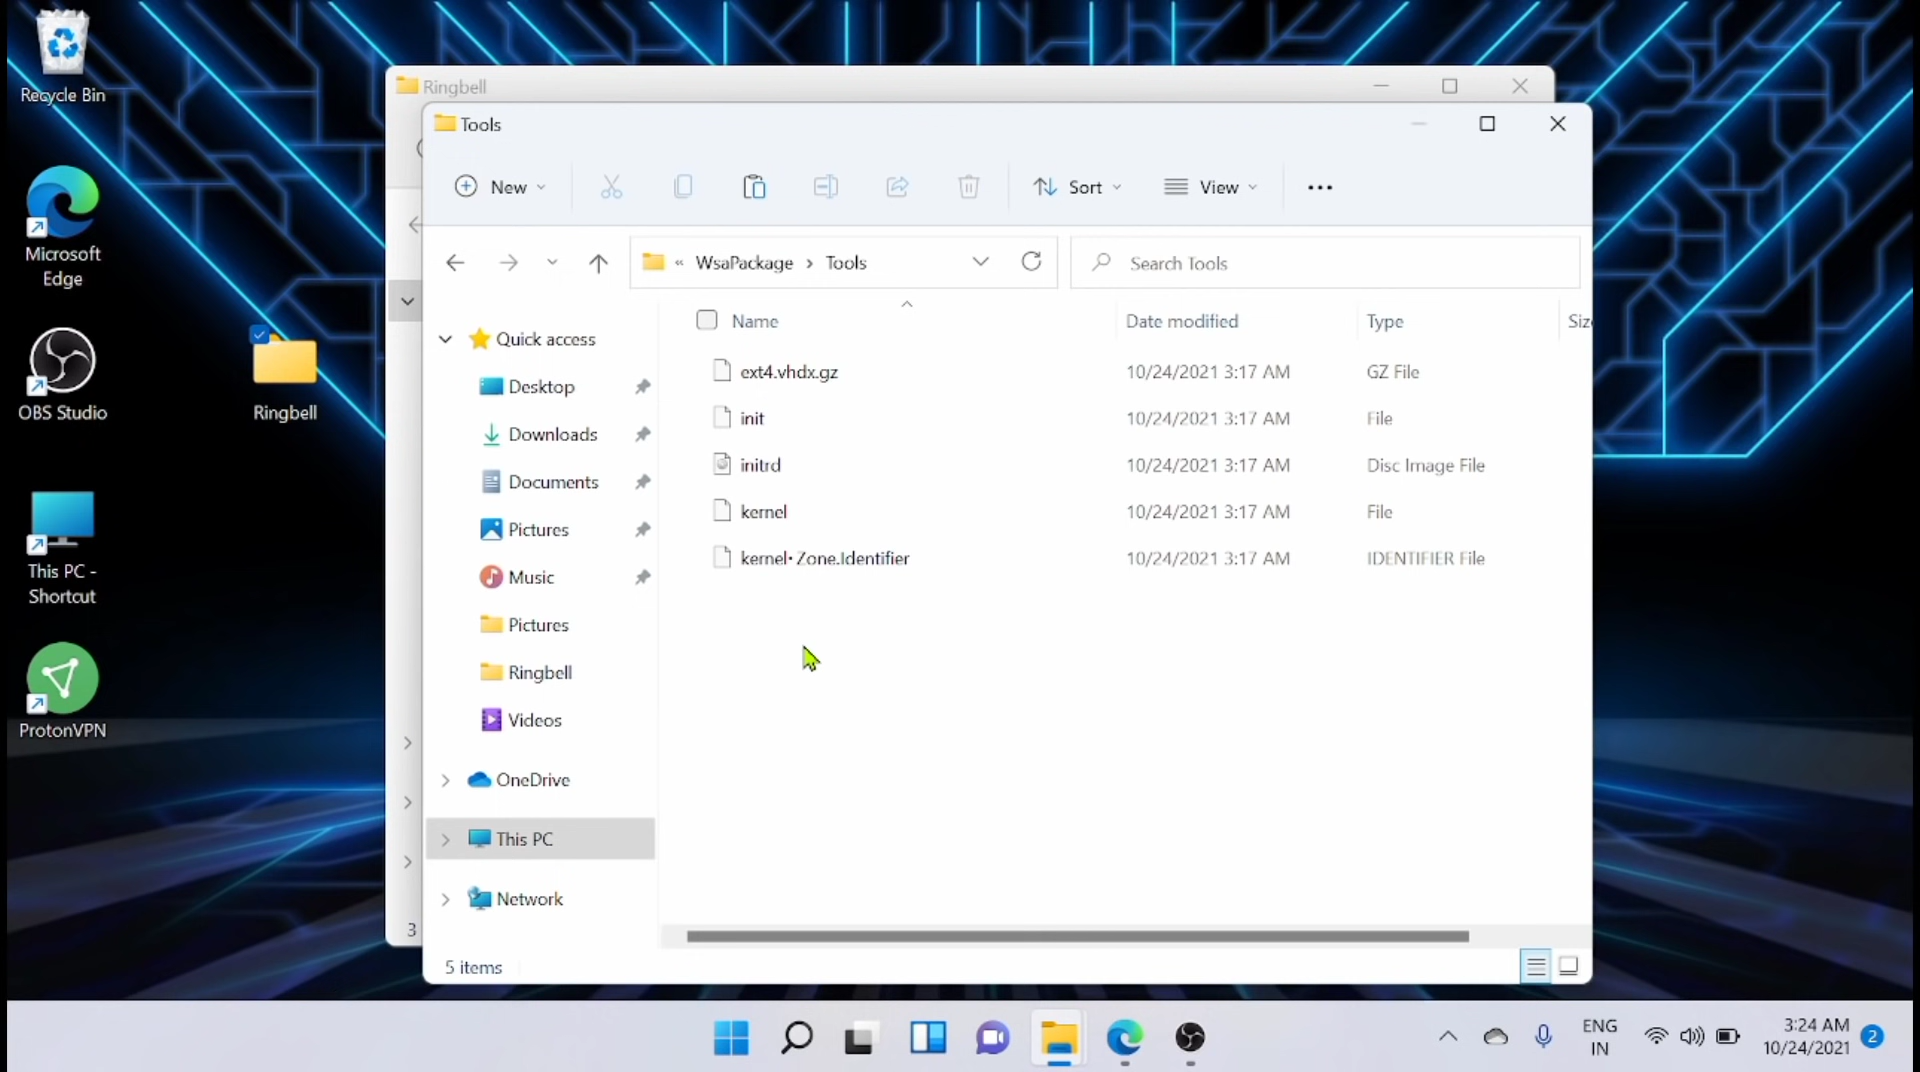 Recycle Bin
Microsoft
Edge
OBS Studio
Ringbell
This PC -
Shortcut
ProtonVPN
Ringbell
3
Tools
New
Sort
View
« WsaPackage › Tools
Search Tools
Quick access
Desktop
Downloads
Documents
Pictures
Music
Pictures
Ringbell
Videos
OneDrive
This PC
Network
Name Date modified Type
ext4.vhdx.gz 10/24/2021 3:17 AM GZ File
init 10/24/2021 3:17 AM File
initrd 10/24/2021 3:17 AM Disc Image File
kernel 10/24/2021 3:17 AM File
kernel· Zone.Identifier 10/24/2021 3:17 AM IDENTIFIER File
5 items
ENG
IN
3:24 AM
10/24/2021
2